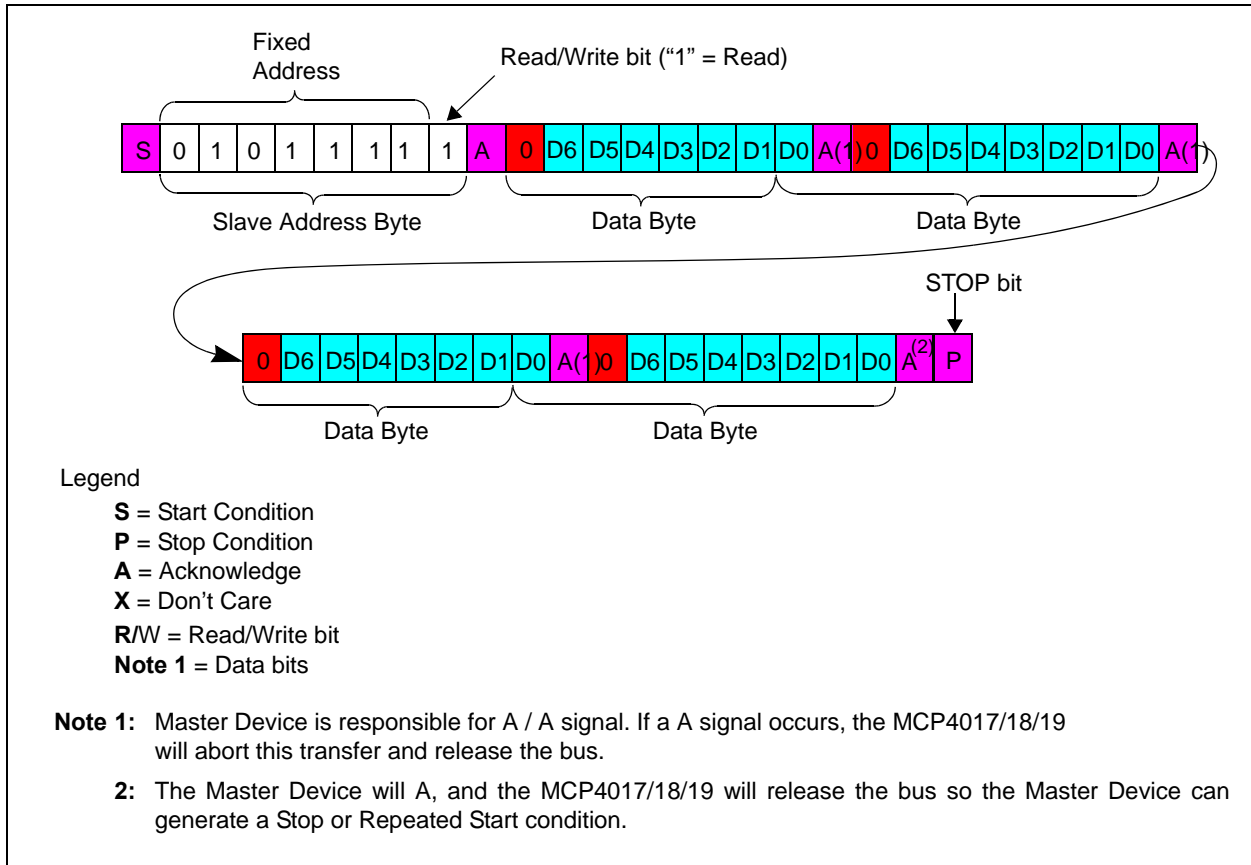 Fixed
Address
Read/Write bit (“1” = Read)
S 0 1 0 1 1 1 1 1 A 0 D6 D5 D4 D3 D2 D1 D0 A(1) 0 D6 D5 D4 D3 D2 D1 D0 A(1)
Slave Address Byte Data Byte Data Byte
STOP bit
0 D6 D5 D4 D3 D2 D1 D0 A(1) 0 D6 D5 D4 D3 D2 D1 D0 A(2) P
Data Byte Data Byte
Legend
S = Start Condition
P = Stop Condition
A = Acknowledge
X = Don't Care
R/W = Read/Write bit
Note 1 = Data bits
Note 1: Master Device is responsible for A / A signal. If a A signal occurs, the MCP4017/18/19
will abort this transfer and release the bus.
2: The Master Device will A, and the MCP4017/18/19 will release the bus so the Master Device can
generate a Stop or Repeated Start condition.